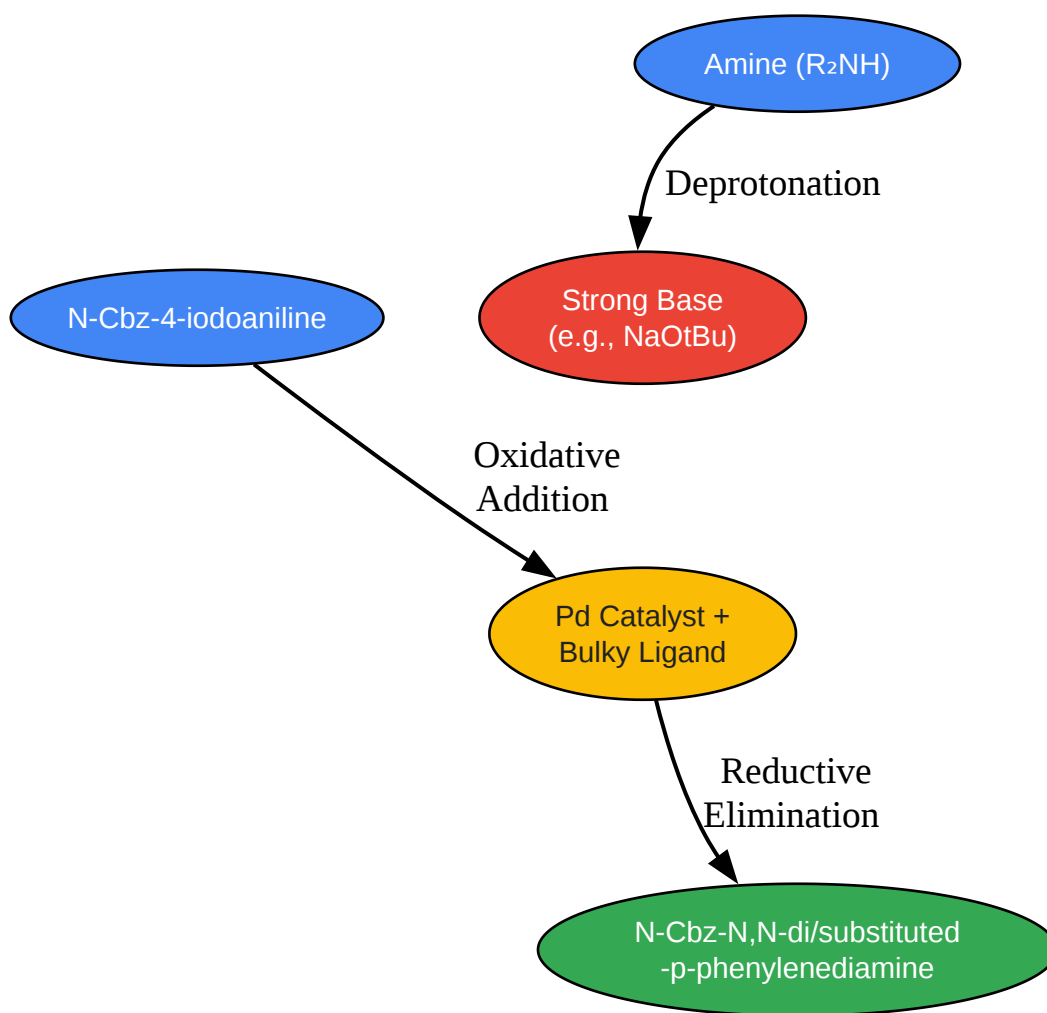 Amine (R₂NH)
Deprotonation
Strong Base
(e.g., NaOtBu)
N-Cbz-4-iodoaniline
Oxidative
Addition
Pd Catalyst +
Bulky Ligand
Reductive
Elimination
N-Cbz-N,N-di/substituted
-p-phenylenediamine